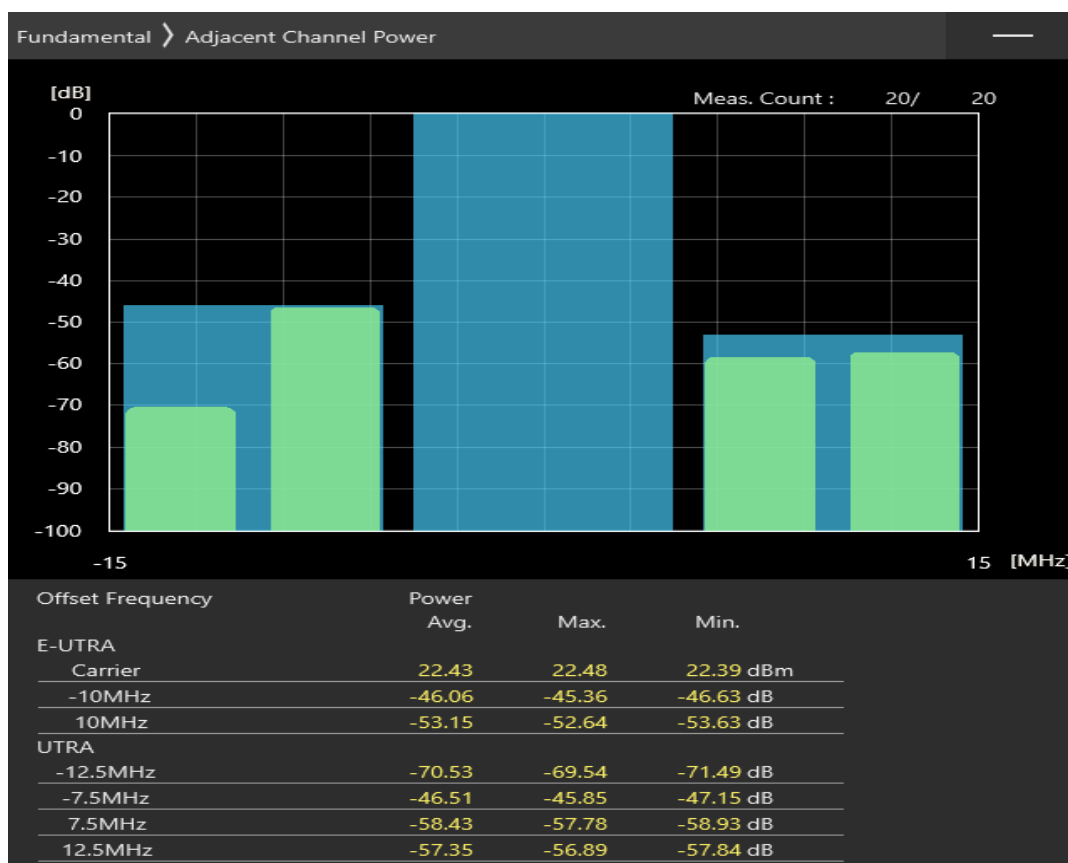 Fundamental 〉 Adjacent Channel Power
[dB]
Meas. Count : 20/ 20
0
-10
-20
-30
-40
-50
-60
-70
-80
-90
-100
-15 15 [MHz]
Offset Frequency Power
Avg. Max. Min.
E-UTRA
Carrier 22.43 22.48 22.39 dBm
-10MHz -46.06 -45.36 -46.63 dB
10MHz -53.15 -52.64 -53.63 dB
UTRA
-12.5MHz -70.53 -69.54 -71.49 dB
-7.5MHz -46.51 -45.85 -47.15 dB
7.5MHz -58.43 -57.78 -58.93 dB
12.5MHz -57.35 -56.89 -57.84 dB